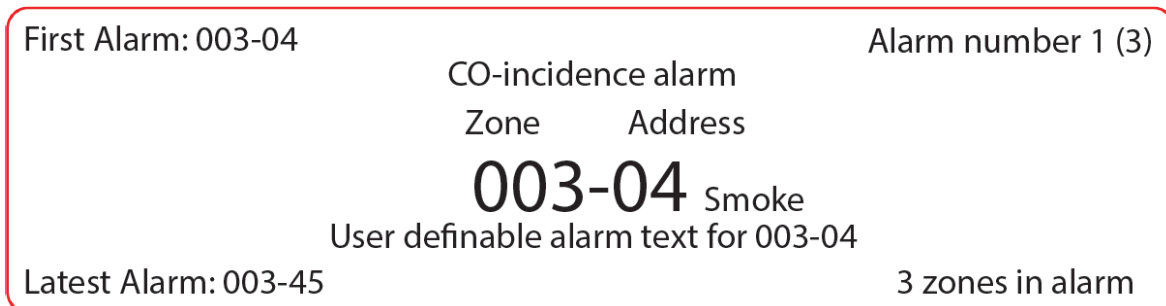 First Alarm: 003-04 Alarm number 1 (3)
CO-incidence alarm
Zone Address
003-04 Smoke
User definable alarm text for 003-04
Latest Alarm: 003-45 3 zones in alarm